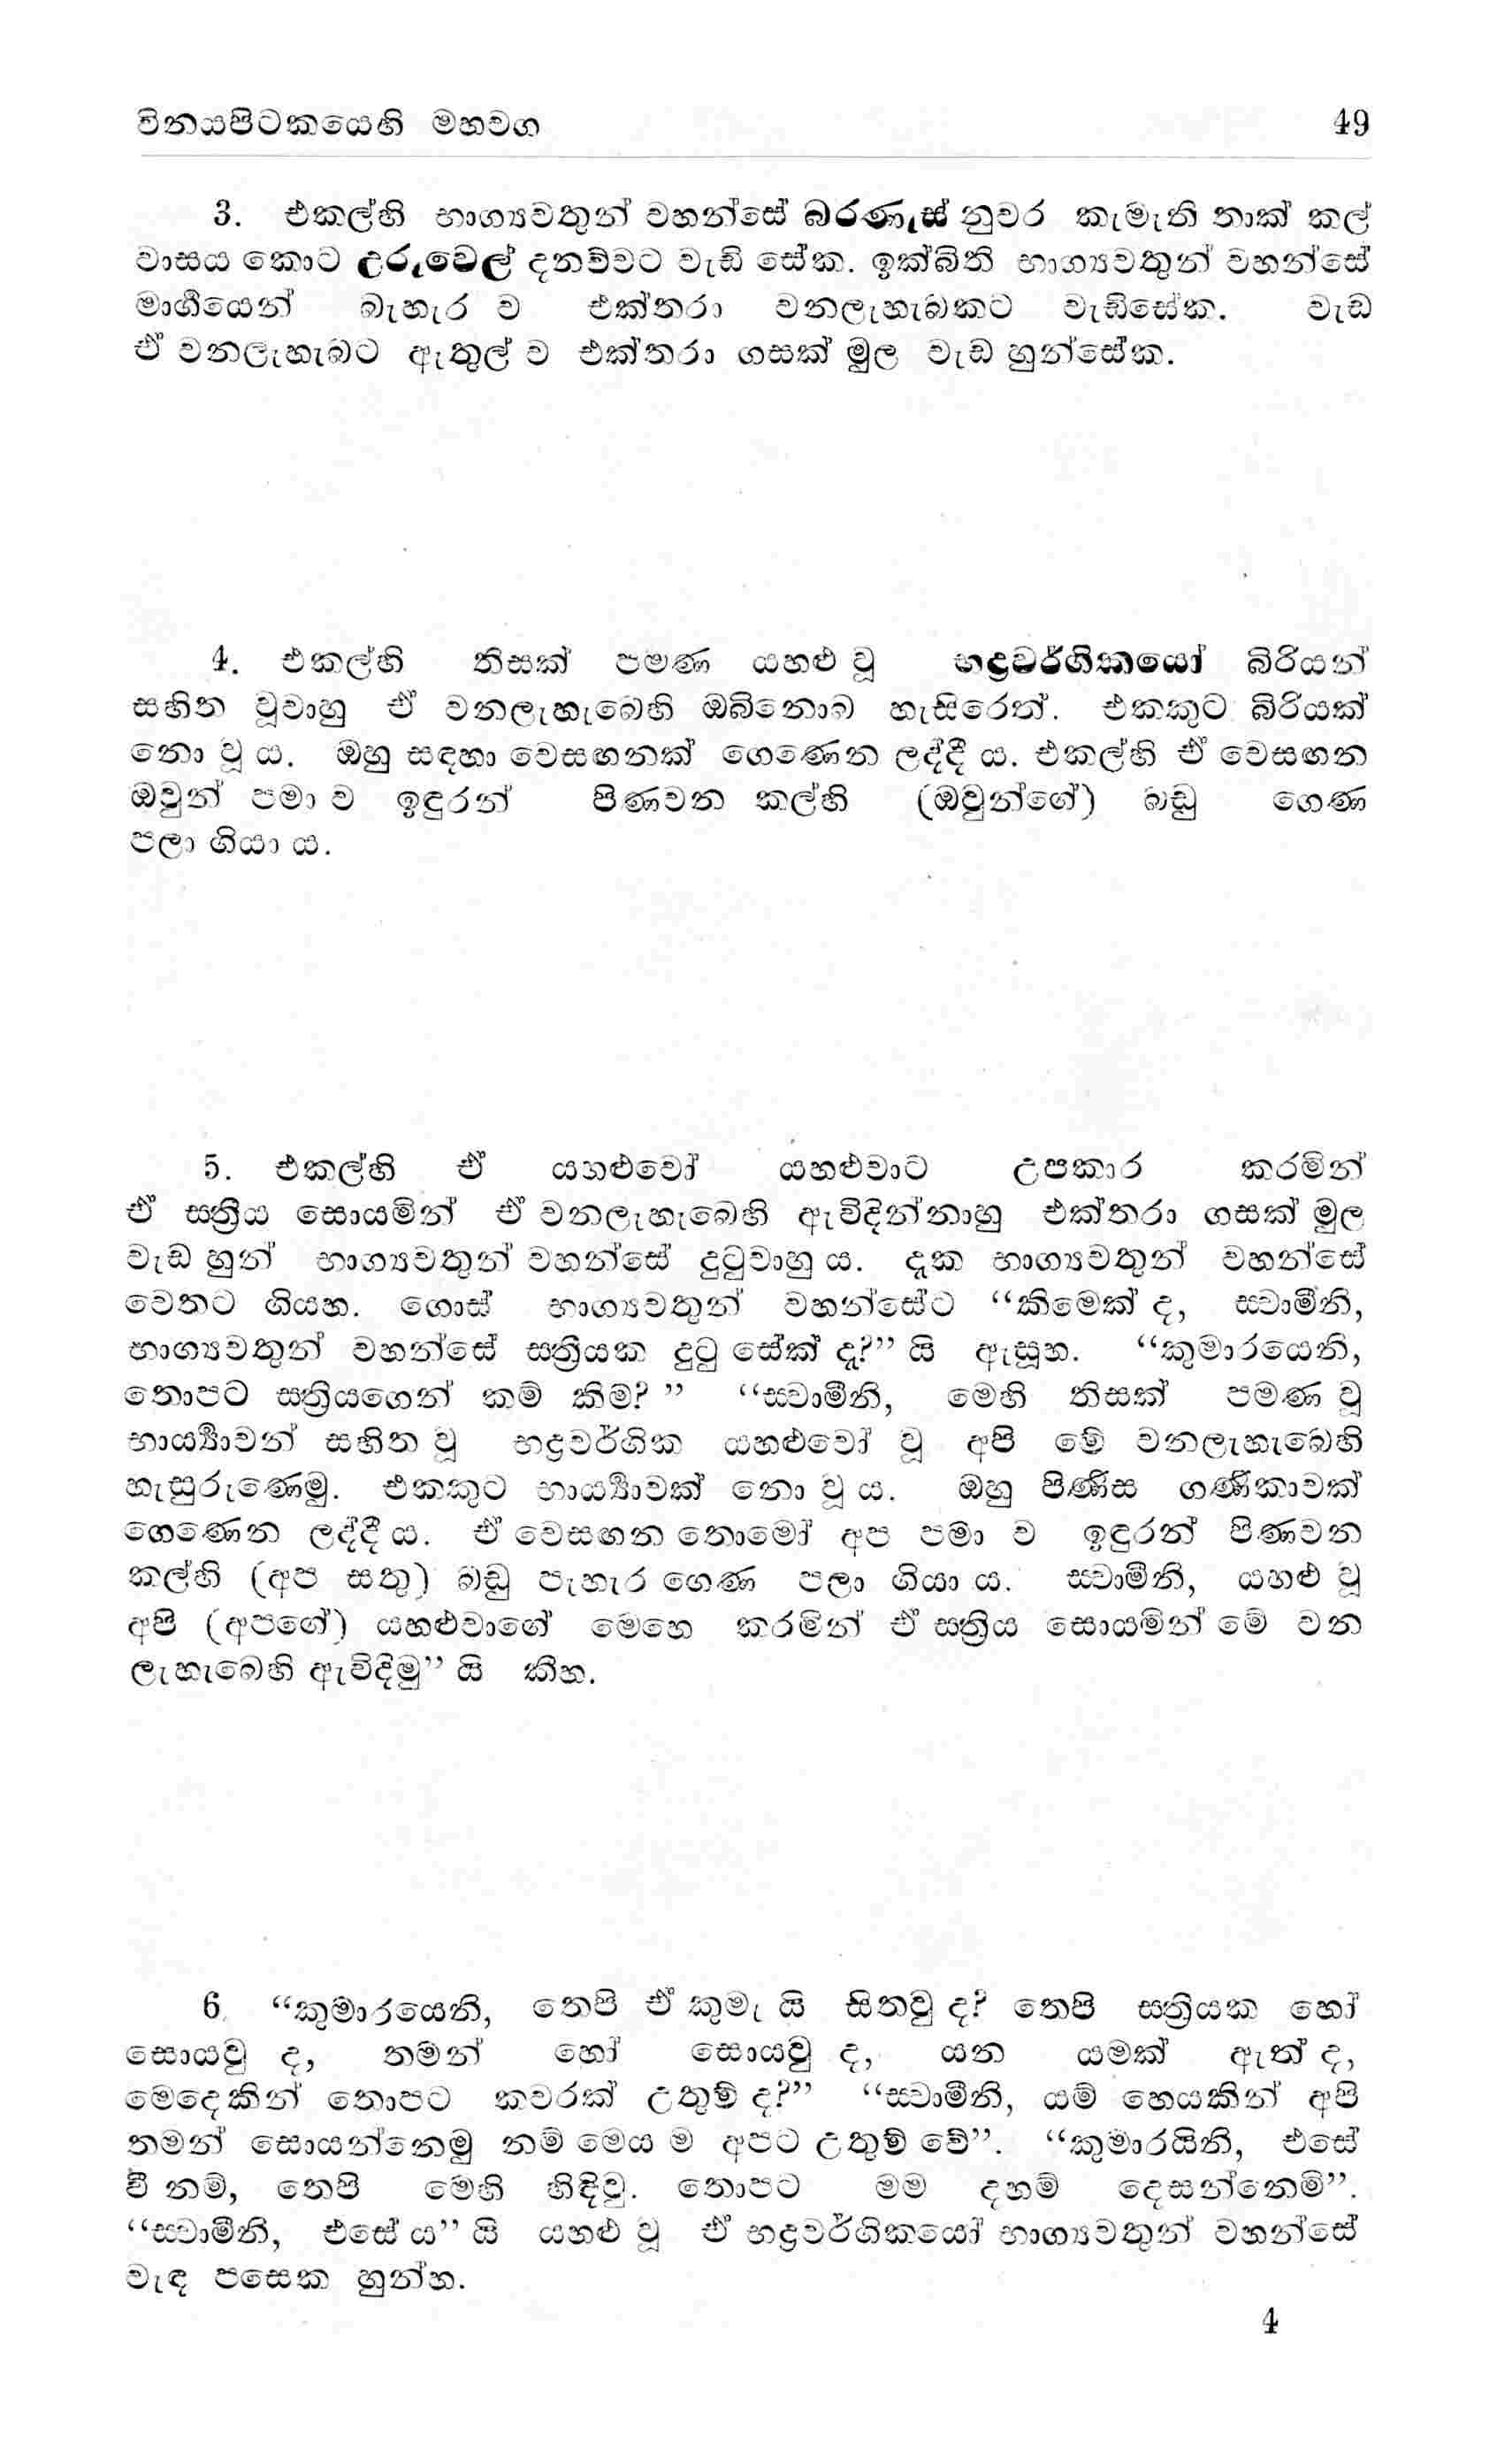 විනයපිටකයෙහි මහවග 49
3. එකල්හි භාග්‍යවතුන් වහන්සේ බරණැස් නුවර කැමැති තාක් කල්
වාසය කොට උරුවෙල් දනව්වට වැඩි සේක. ඉක්බිති භාග්‍යවතුන් වහන්සේ
මාර්‍ගයෙන් බැහැර ව එක්තරා වනලැහැබකට වැඩිසේක. වැඩ
ඒ වනලැහැබට ඇතුල් ව එක්තරා ගසක් මුල වැඩ හුන්සේක.
4. එකල්හි තිසක් පමණ යහළු වූ භද්‍රවර්ගිකයෝ බිරියන්
සහිත වූවාහු ඒ වනලැහැබෙහි ඔබිනොබ හැසිරෙත්. එකකුට බිරියක්
නො වූ ය. ඔහු සඳහා වෙසඟනක් ගෙණෙන ලද්දී ය. එකල්හි ඒ වෙසඟන
ඔවුන් පමා ව ඉඳුරන් පිණවන කල්හි (ඔවුන්ගේ) බඩු ගෙණ
පලා ගියා ය.
5. එකල්හි ඒ යහළුවෝ යහළුවාට උපකාර කරමින්
ඒ ස්ත්‍රිය සොයමින් ඒ වනලැහැබෙහි ඇවිදින්නාහු එක්තරා ගසක් මුල
වැඩ හුන් භාග්‍යවතුන් වහන්සේ දුටුවාහු ය. දැක භාග්‍යවතුන් වහන්සේ
වෙතට ගියහ. ගොස් භාග්‍යවතුන් වහන්සේට “කිමෙක් ද, ස්වාමීනි,
භාග්‍යවතුන් වහන්සේ ස්ත්‍රියක දුටු සේක් ද?” යි ඇසූහ. “කුමාරයෙනි,
තොපට ස්ත්‍රියගෙන් කම් කිම? ” “ස්වාමීනි, මෙහි තිසක් පමණ වූ
භාර්‍ය්‍යාවන් සහිත වූ භද්‍රවර්ගික යහළුවෝ වූ අපි මේ වනලැහැබෙහි
හැසුරුණෙමු. එකකුට භාර්‍ය්‍යාවක් නො වූ ය. ඔහු පිණිස ගණිකාවක්
ගෙණෙන ලද්දී ය. ඒ වෙසඟන තොමෝ අප පමා ව ඉඳුරන් පිණවන
කල්හි (අප සතු) බඩු පැහැර ගෙණ පලා ගියා ය. ස්වාමීනි, යහළු වූ
අපි (අපගේ) යහළුවාගේ මෙහෙ කරමින් ඒ ස්ත්‍රිය සොයමින් මේ වන
ලැහැබෙහි ඇවිදිමු” යි කීහ.
6. “කුමාරයෙනි, තෙපි ඒ කුමැ යි සිතවු ද? තෙපි ස්ත්‍රියක හෝ
සොයවු ද, තමන් හෝ සොයවු ද, යන යමක් ඇත් ද,
මෙදෙකින් තොපට කවරක් උතුම් ද?” “ස්වාමීනි, යම් හෙයකින් අපි
තමන් සොයන්නෙමු නම් මෙය ම අපට උතුම් වේ”. “කුමාරයිනි, එසේ
වී නම්, තෙපි මෙහි හිඳිවු. තොපට මම දහම් දෙසන්නෙමි”.
“ස්වාමීනි, එසේ ය” යි යහළු වූ ඒ භද්‍රවර්ගිකයෝ භාග්‍යවතුන් වහන්සේ
වැඳ පසෙක හුන්හ.
4